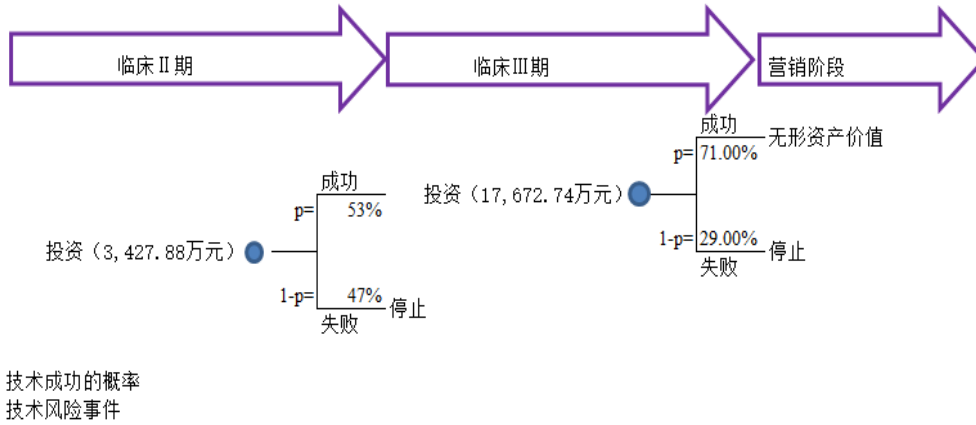 临床Ⅱ期
临床Ⅲ期
营销阶段
成功
无形资产价值
p= 71.00%
成功
投资（17,672.74万元）
p= 53%
1-p= 29.00%
停止
投资（3,427.88万元）
失败
1-p= 47%
停止
失败
技术成功的概率
技术风险事件